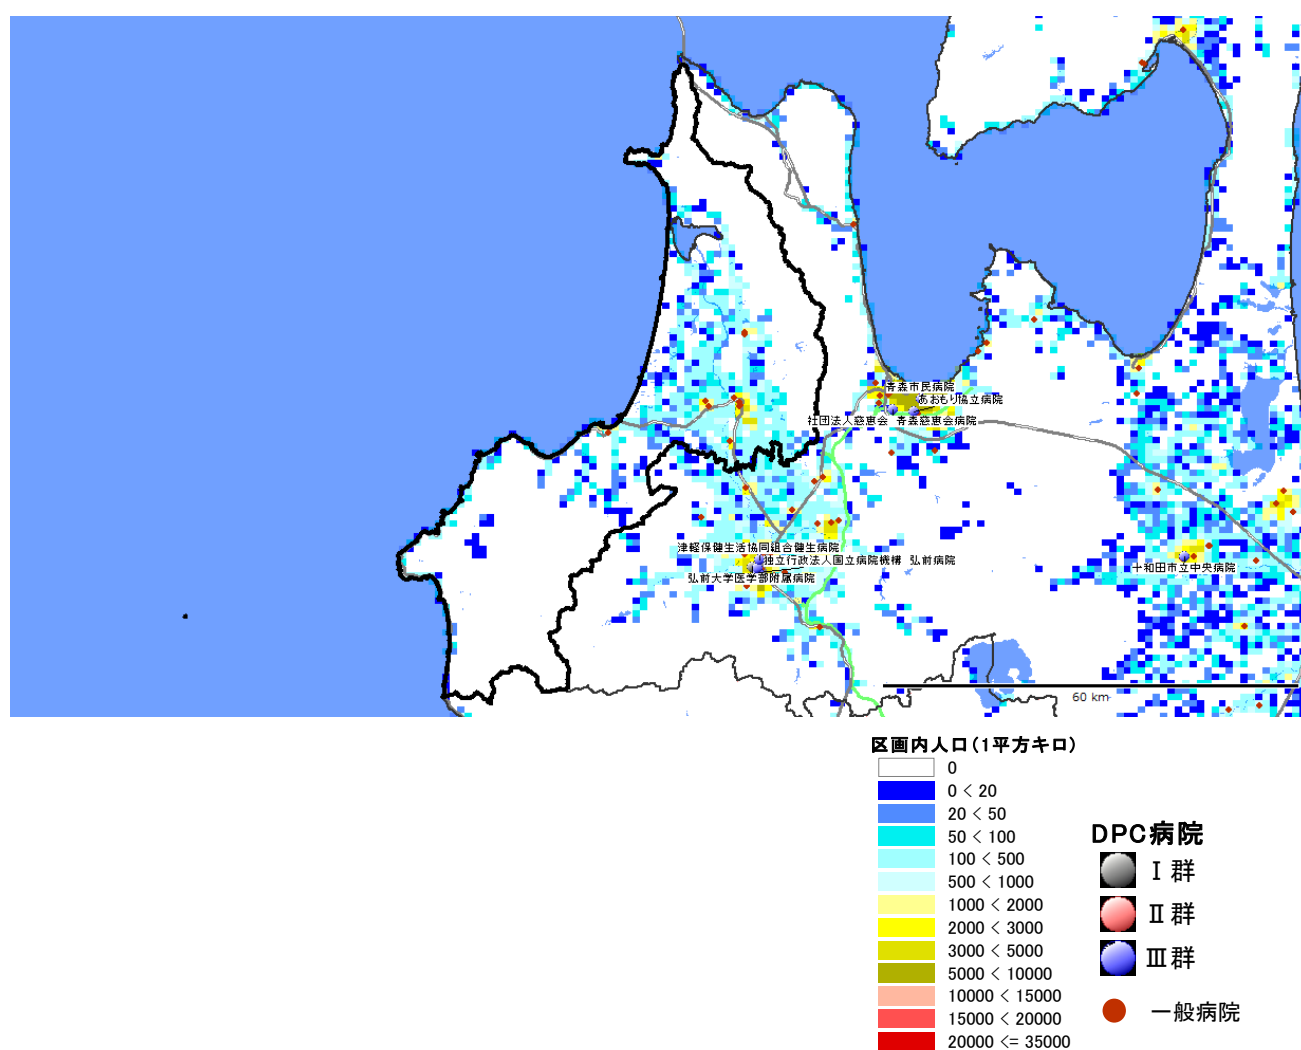 青森市民病院
あおもり協立病院
社団法人慈恵会 青森慈恵会病院
津軽保健生活協同組合健生病院
独立行政法人国立病院機構 弘前病院
弘前大学医学部附属病院
十和田市立中央病院
60 km
区画内人口(1平方キロ)
0
0 < 20
20 < 50
50 < 100
100 < 500
500 < 1000
1000 < 2000
2000 < 3000
3000 < 5000
5000 < 10000
10000 < 15000
15000 < 20000
20000 <= 35000
DPC病院
Ⅰ群
Ⅱ群
Ⅲ群
一般病院